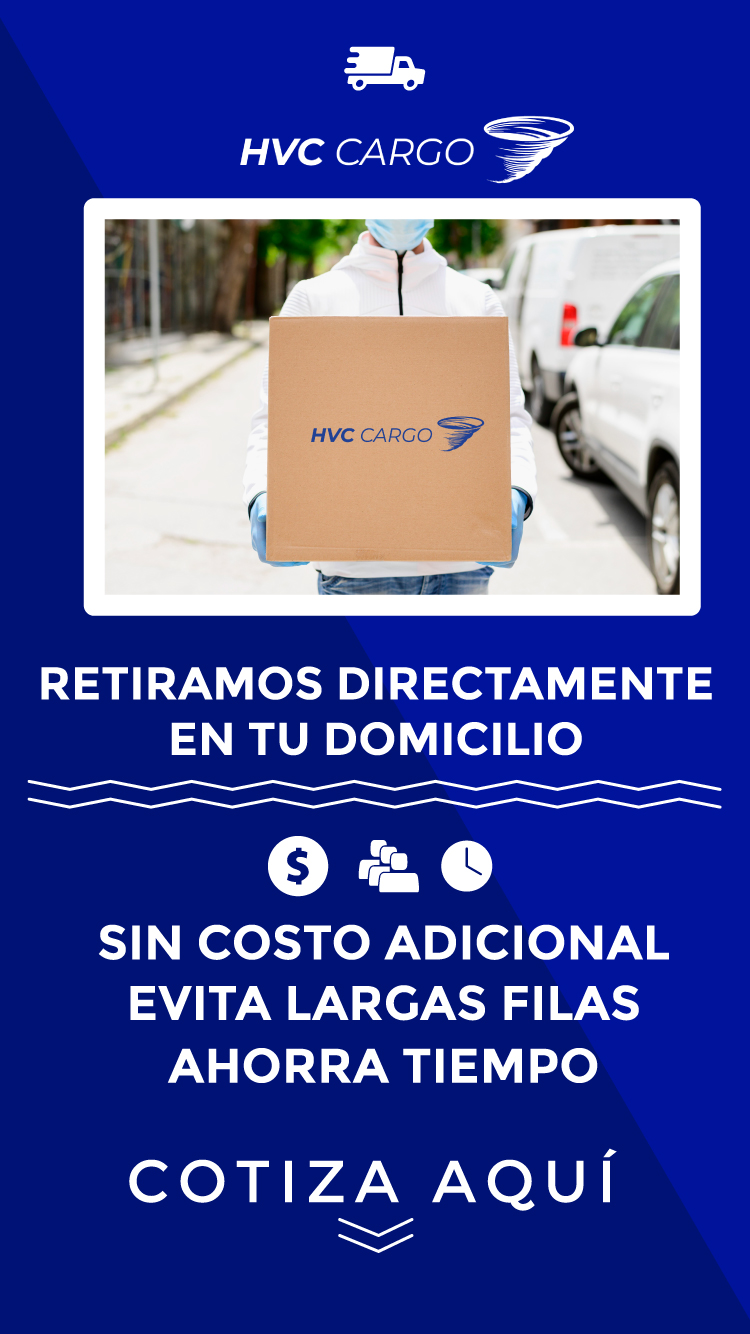 HVC CARGO
HVC CARGO
RETIRAMOS DIRECTAMENTE
EN TU DOMICILIO
$
SIN COSTO ADICIONAL
EVITA LARGAS FILAS
AHORRA TIEMPO
COTIZA AQUÍ